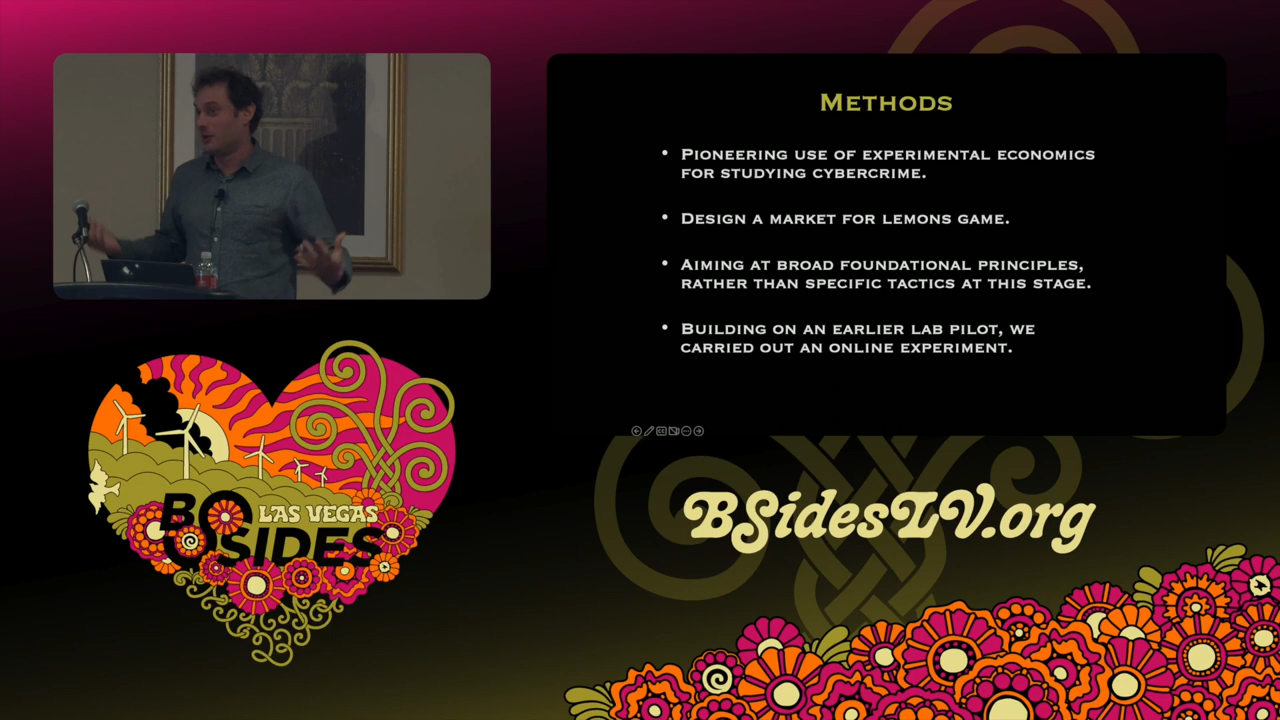 METHODS
• PIONEERING USE OF EXPERIMENTAL ECONOMICS
FOR STUDYING CYBERCRIME.
• DESIGN A MARKET FOR LEMONS GAME.
• AIMING AT BROAD FOUNDATIONAL PRINCIPLES,
RATHER THAN SPECIFIC TACTICS AT THIS STAGE.
• BUILDING ON AN EARLIER LAB PILOT, WE
CARRIED OUT AN ONLINE EXPERIMENT.
LAS VEGAS
SIDES
BSidesLV.org